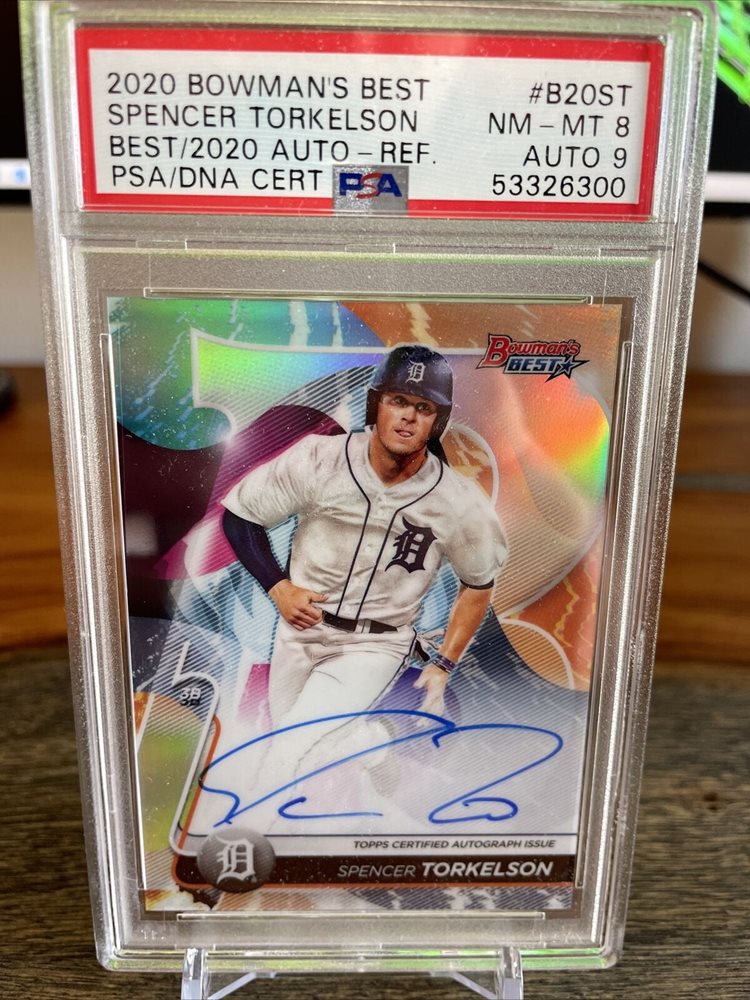 2020 BOWMAN'S BEST #B20ST
SPENCER TORKELSON NM-MT 8
BEST/2020 AUTO-REF. AUTO 9
PSA/DNA CERT PSA 53326300
Bowman's
BEST
D
D
3B
TOPPS CERTIFIED AUTOGRAPH ISSUE
D
SPENCER TORKELSON